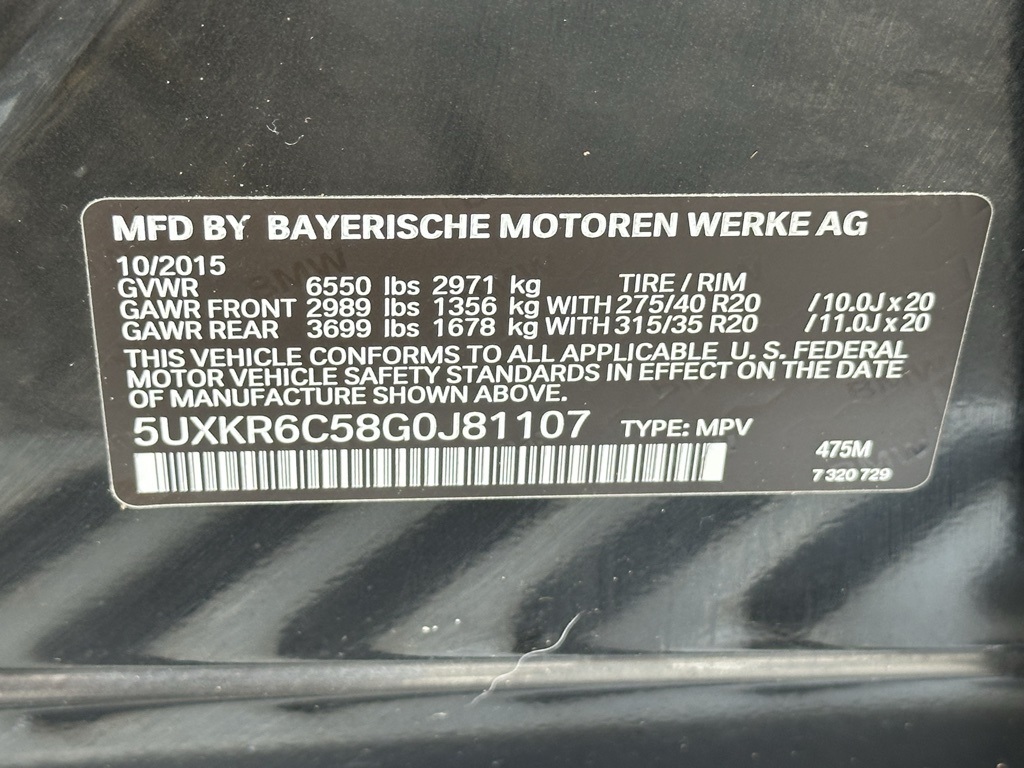 MFD BY BAYERISCHE MOTOREN WERKE AG
10/2015
GVWR 6550 lbs 2971 kg TIRE / RIM
GAWR FRONT 2989 lbs 1356 kg WITH 275/40 R20 /10.0J x 20
GAWR REAR 3699 lbs 1678 kg WITH 315/35 R20 /11.0J x 20
THIS VEHICLE CONFORMS TO ALL APPLICABLE U. S. FEDERAL
MOTOR VEHICLE SAFETY STANDARDS IN EFFECT ON THE DATE
OF MANUFACTURE SHOWN ABOVE.
5UXKR6C58G0J81107 TYPE: MPV
475M
7 320 729